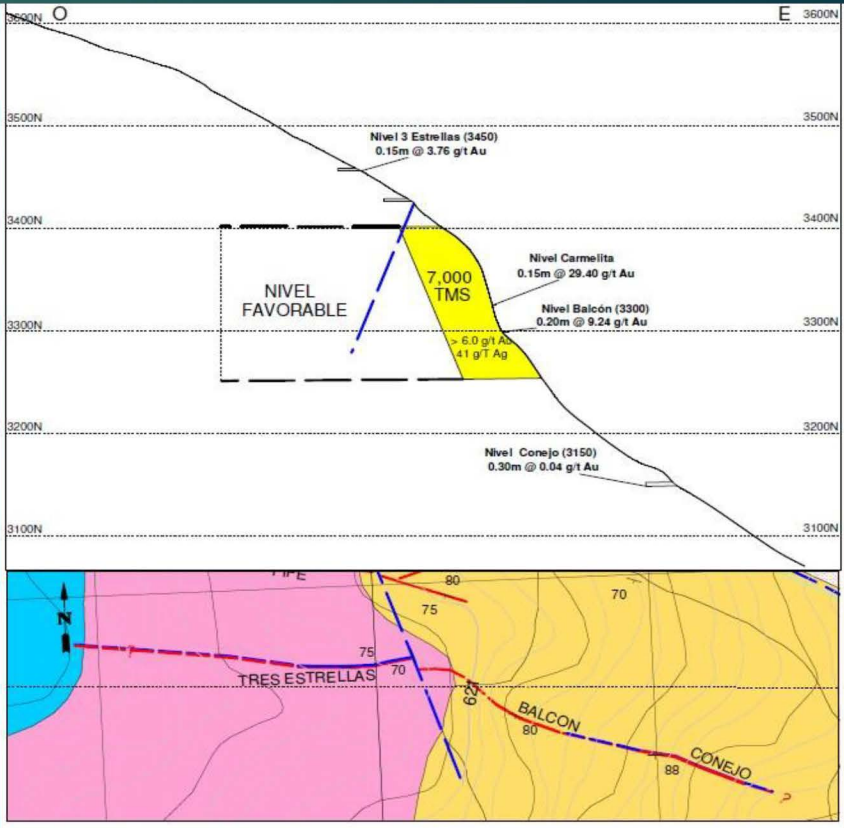 3600N O E 3600N
3500N 3500N
Nivel 3 Estrellas (3450)
0.15m @ 3.76 g/t Au
3400N 3400N
Nivel Carmelita
0.15m @ 29.40 g/t Au
7,000
TMS
NIVEL
FAVORABLE
Nivel Balcón (3300)
0.20m @ 9.24 g/t Au
3300N 3300N
> 6.0 g/t Au
41 g/T Ag
3200N 3200N
Nivel Conejo (3150)
0.30m @ 0.04 g/t Au
3100N 3100N
PIPE
80
70
75
N
?
75
70
TRES ESTRELLAS
62
BALCON
80
CONEJO
88
?